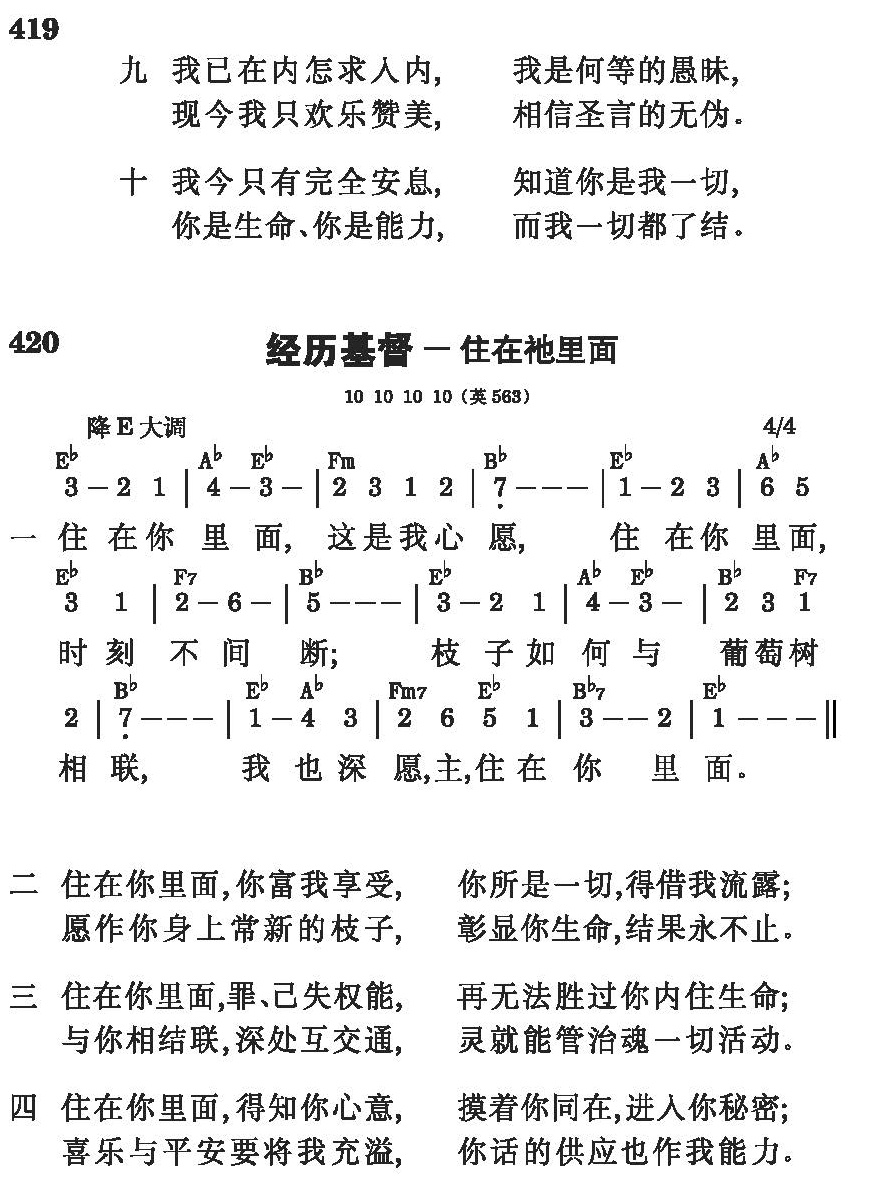 419
九 我已在内怎求入内, 我是何等的愚昧,
现今我只欢乐赞美, 相信圣言的无伪。
十 我今只有完全安息, 知道你是我一切,
你是生命、你是能力, 而我一切都了结。
420 经历基督－住在祂里面
10 10 10 10（英563）
降E大调 4/4
E♭ A♭ E♭ Fm B♭ E♭ A♭
3 － 2 1 | 4 － 3 － | 2 3 1 2 | 7̣ － － － | 1 － 2 3 | 6 5
一 住 在 你 里 面, 这 是 我 心 愿, 住 在 你 里 面,
E♭ F7 B♭ E♭ A♭ E♭ B♭ F7
3 1 | 2 － 6 － | 5 － － － | 3 － 2 1 | 4 － 3 － | 2 3 1
时 刻 不 间 断; 枝 子 如 何 与 葡 萄 树
B♭ E♭ A♭ Fm7 E♭ B♭7 E♭
2 | 7̣ － － － | 1 － 4 3 | 2 6 5 1 | 3 － － 2 | 1 － － － ‖
相 联, 我 也 深 愿, 主, 住 在 你 里 面。
二 住在你里面,你富我享受, 你所是一切,得借我流露;
愿作你身上常新的枝子, 彰显你生命,结果永不止。
三 住在你里面,罪、己失权能, 再无法胜过你内住生命;
与你相结联,深处互交通, 灵就能管治魂一切活动。
四 住在你里面,得知你心意, 摸着你同在,进入你秘密;
喜乐与平安要将我充溢, 你话的供应也作我能力。